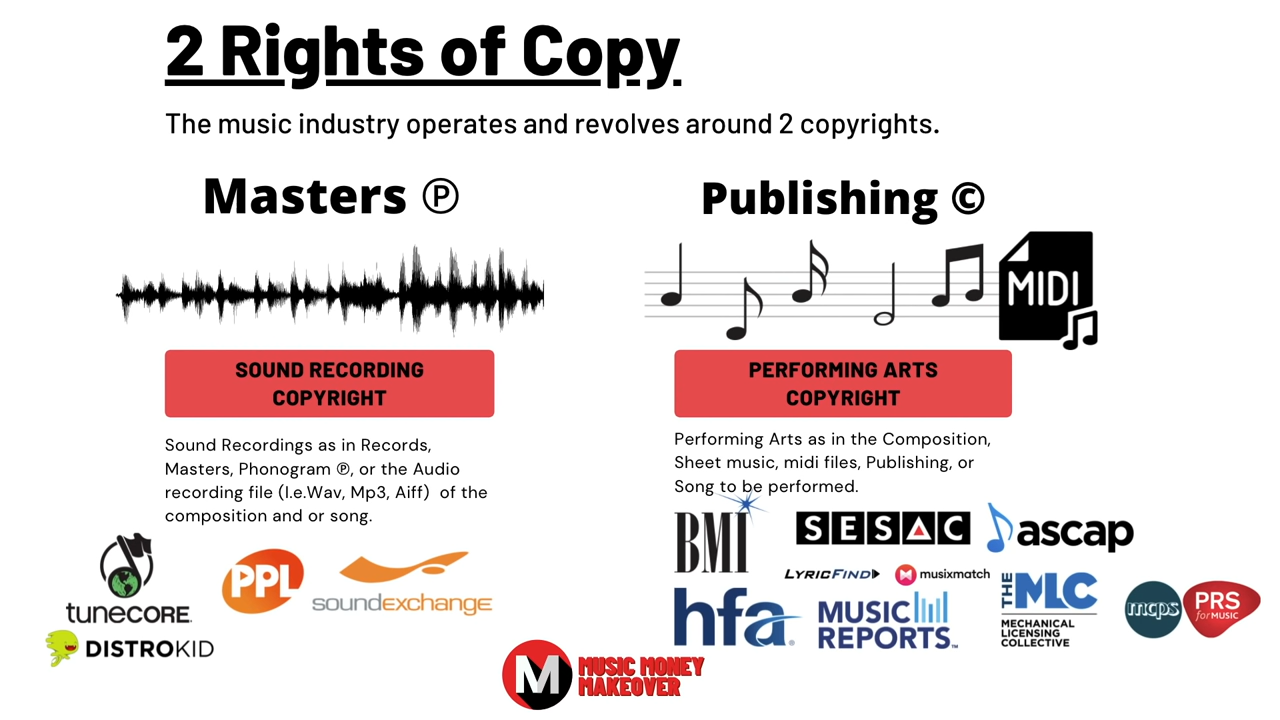 2 Rights of Copy
The music industry operates and revolves around 2 copyrights.
Masters ℗
SOUND RECORDING
COPYRIGHT
Sound Recordings as in Records,
Masters, Phonogram ℗, or the Audio
recording file (I.e.Wav, Mp3, Aiff)  of the
composition and or song.
tunecore.
PPL
soundexchange
DISTROKID
Publishing ©
MIDI
PERFORMING ARTS
COPYRIGHT
Performing Arts as in the Composition,
Sheet music, midi files, Publishing, or
Song to be performed.
BMI
SESAC
ascap
LYRICFIND
musixmatch
hfa®
MUSIC
REPORTS™
THE MLC
MECHANICAL
LICENSING
COLLECTIVE
mcps
PRS
for MUSIC
M
MUSIC MONEY
MAKEOVER